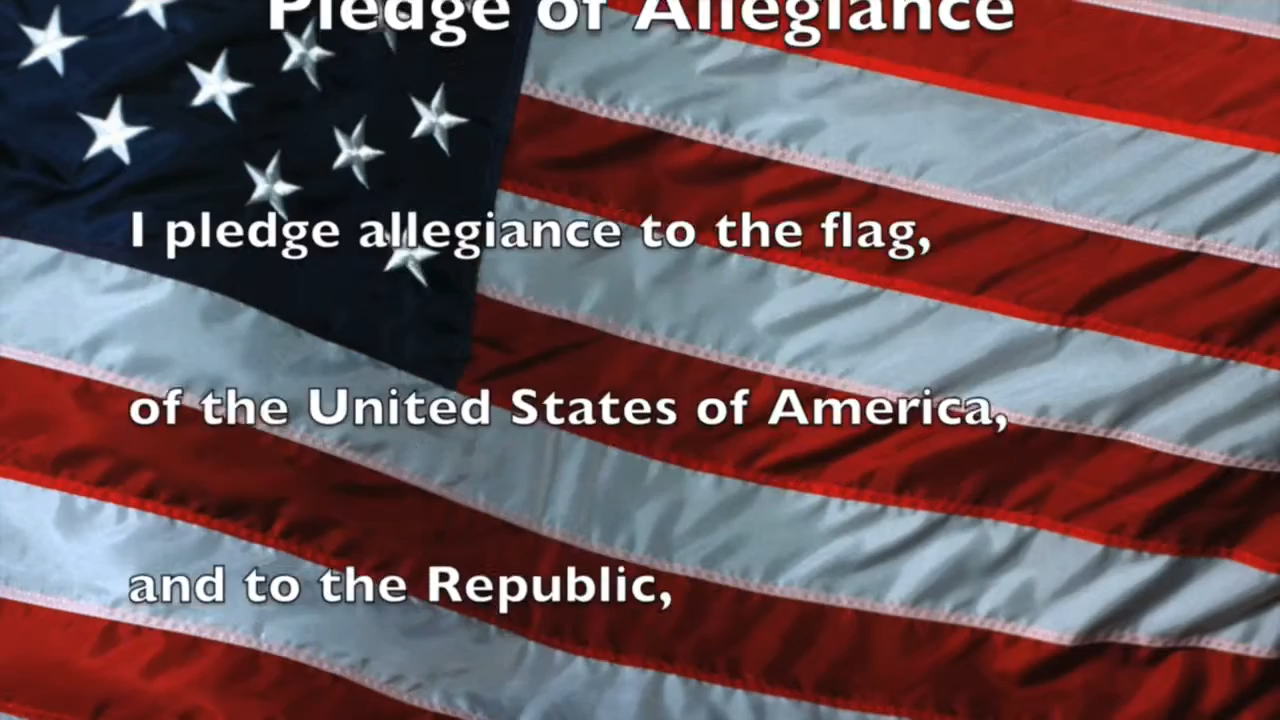 Pledge of Allegiance
I pledge allegiance to the flag,
of the United States of America,
and to the Republic,